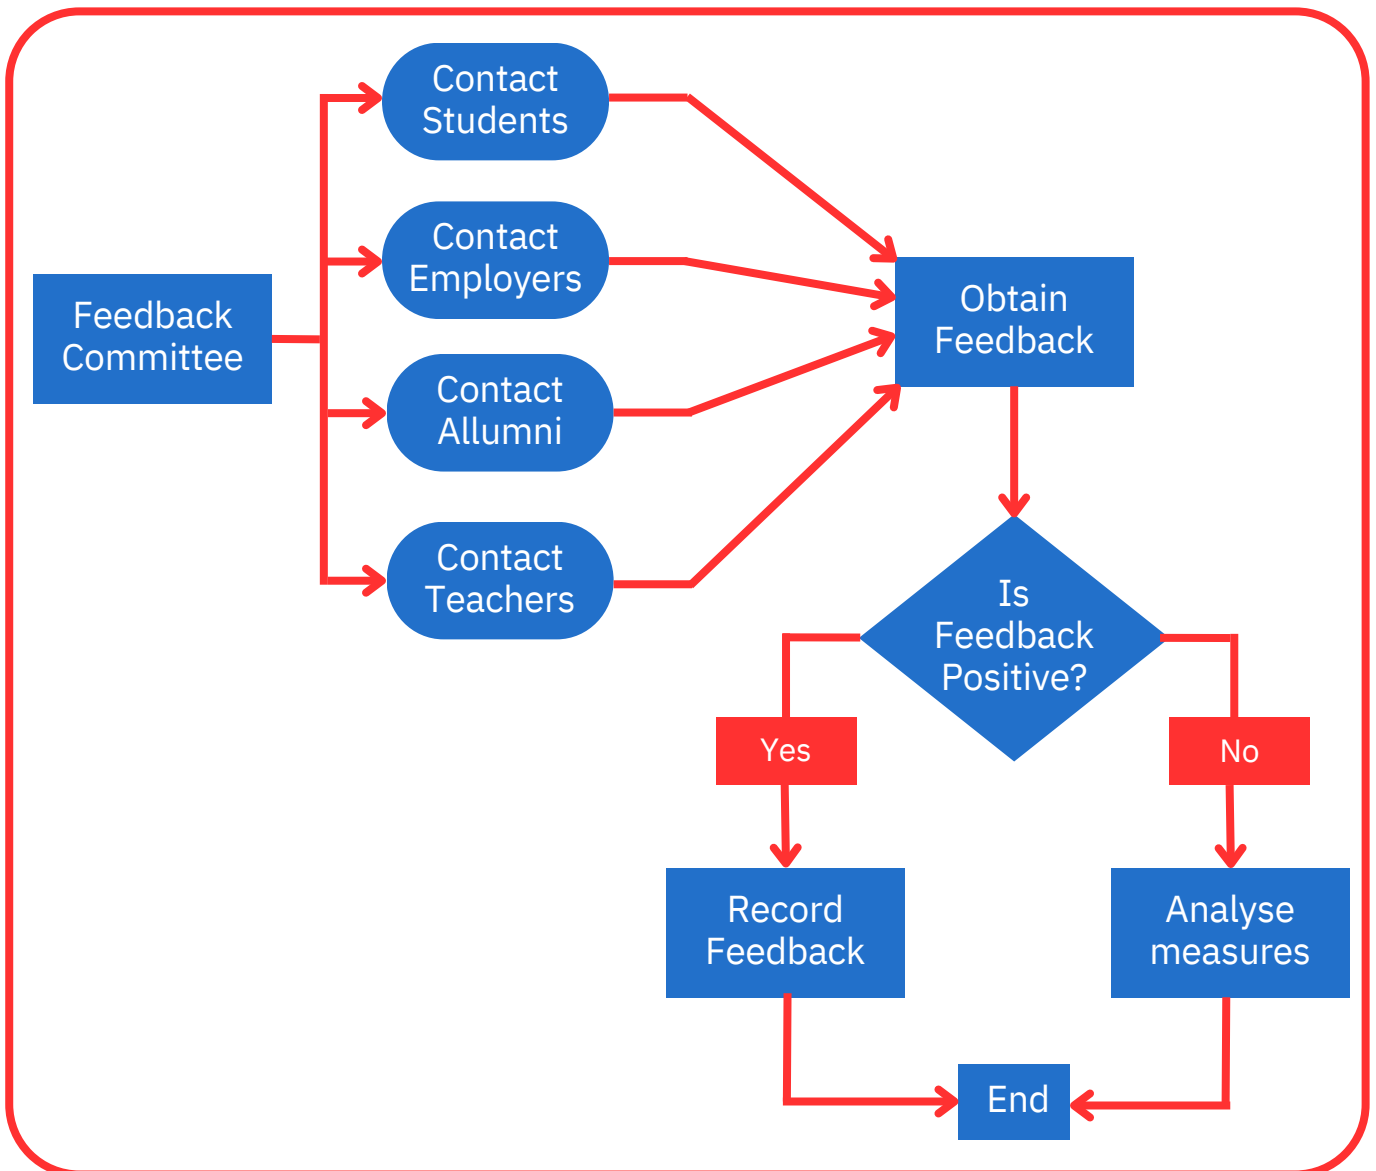 Feedback
Committee
Contact
Students
Contact
Employers
Contact
Allumni
Contact
Teachers
Obtain
Feedback
Is
Feedback
Positive?
Yes
No
Record
Feedback
Analyse
measures
End